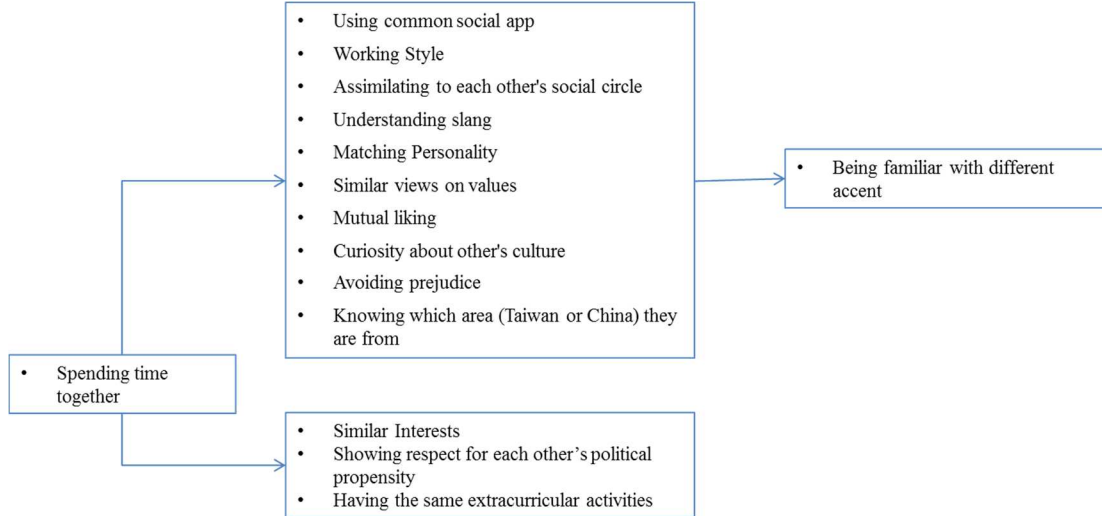 • Using common social app
• Working Style
• Assimilating to each other's social circle
• Understanding slang
• Matching Personality
• Similar views on values
• Mutual liking
• Curiosity about other's culture
• Avoiding prejudice
• Knowing which area (Taiwan or China) they
are from
• Being familiar with different
accent
• Spending time
together
• Similar Interests
• Showing respect for each other’s political
propensity
• Having the same extracurricular activities